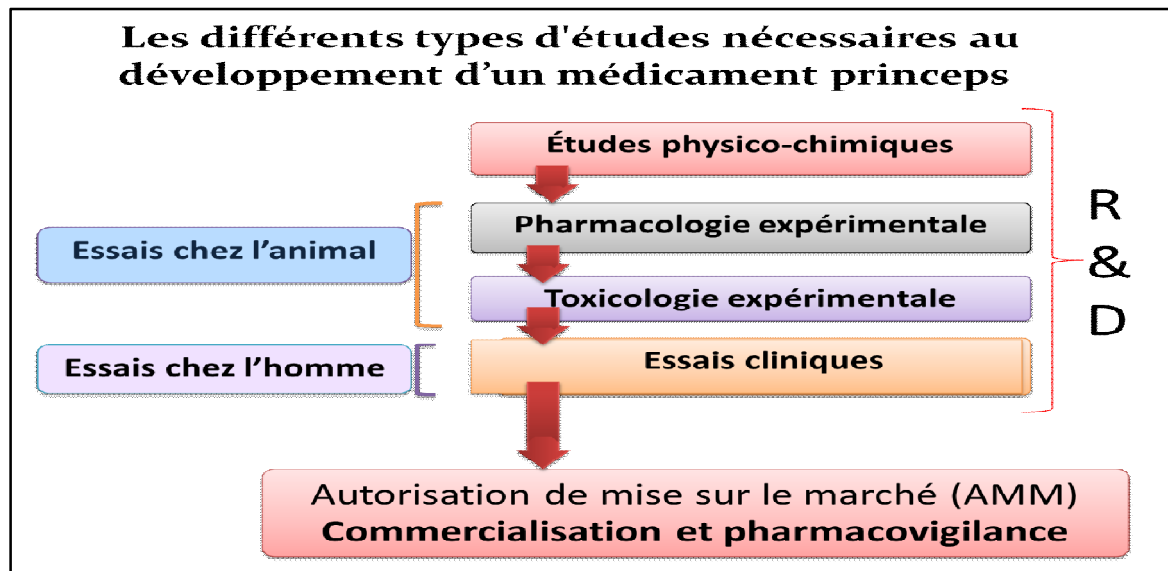 Les différents types d'études nécessaires au
développement d’un médicament princeps
Études physico-chimiques
Pharmacologie expérimentale
Essais chez l’animal
Toxicologie expérimentale
Essais cliniques
Essais chez l’homme
R
&
D
Autorisation de mise sur le marché (AMM)
Commercialisation et pharmacovigilance